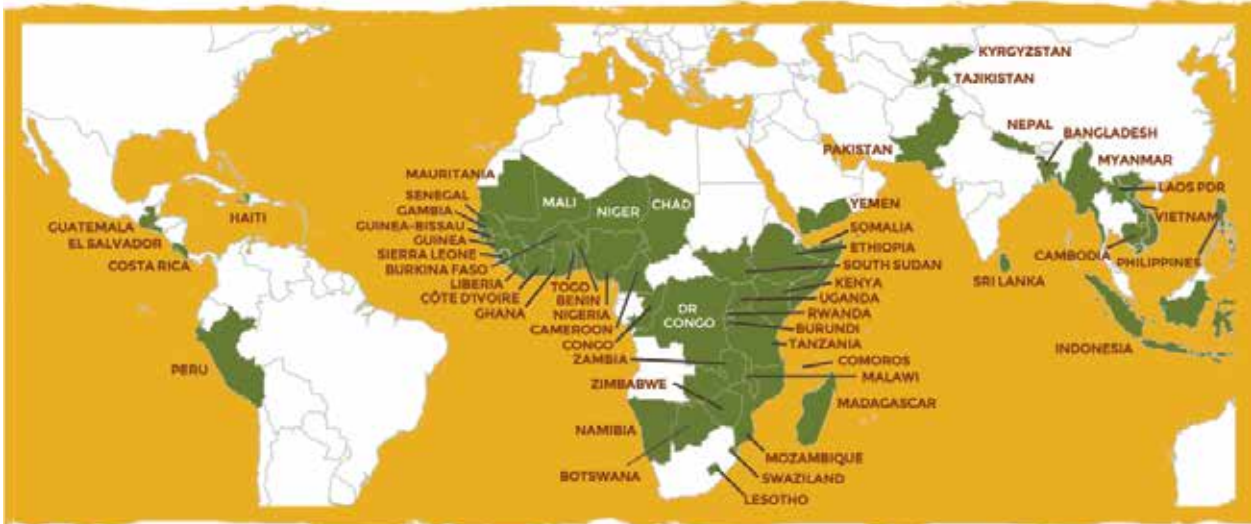 KYRGYZSTAN
TAJIKISTAN
NEPAL
BANGLADESH
PAKISTAN
MYANMAR
LAOS PDR
VIETNAM
CAMBODIA
PHILIPPINES
SRI LANKA
INDONESIA
MAURITANIA
SENEGAL
GAMBIA
GUINEA-BISSAU
GUINEA
SIERRA LEONE
BURKINA FASO
LIBERIA
CÔTE D'IVOIRE
GHANA
MALI
NIGER
CHAD
TOGO
BENIN
NIGERIA
CAMEROON
CONGO
DR
CONGO
ZAMBIA
ZIMBABWE
NAMIBIA
BOTSWANA
YEMEN
SOMALIA
ETHIOPIA
SOUTH SUDAN
KENYA
UGANDA
RWANDA
BURUNDI
TANZANIA
COMOROS
MALAWI
MADAGASCAR
MOZAMBIQUE
SWAZILAND
LESOTHO
GUATEMALA
EL SALVADOR
COSTA RICA
HAITI
PERU